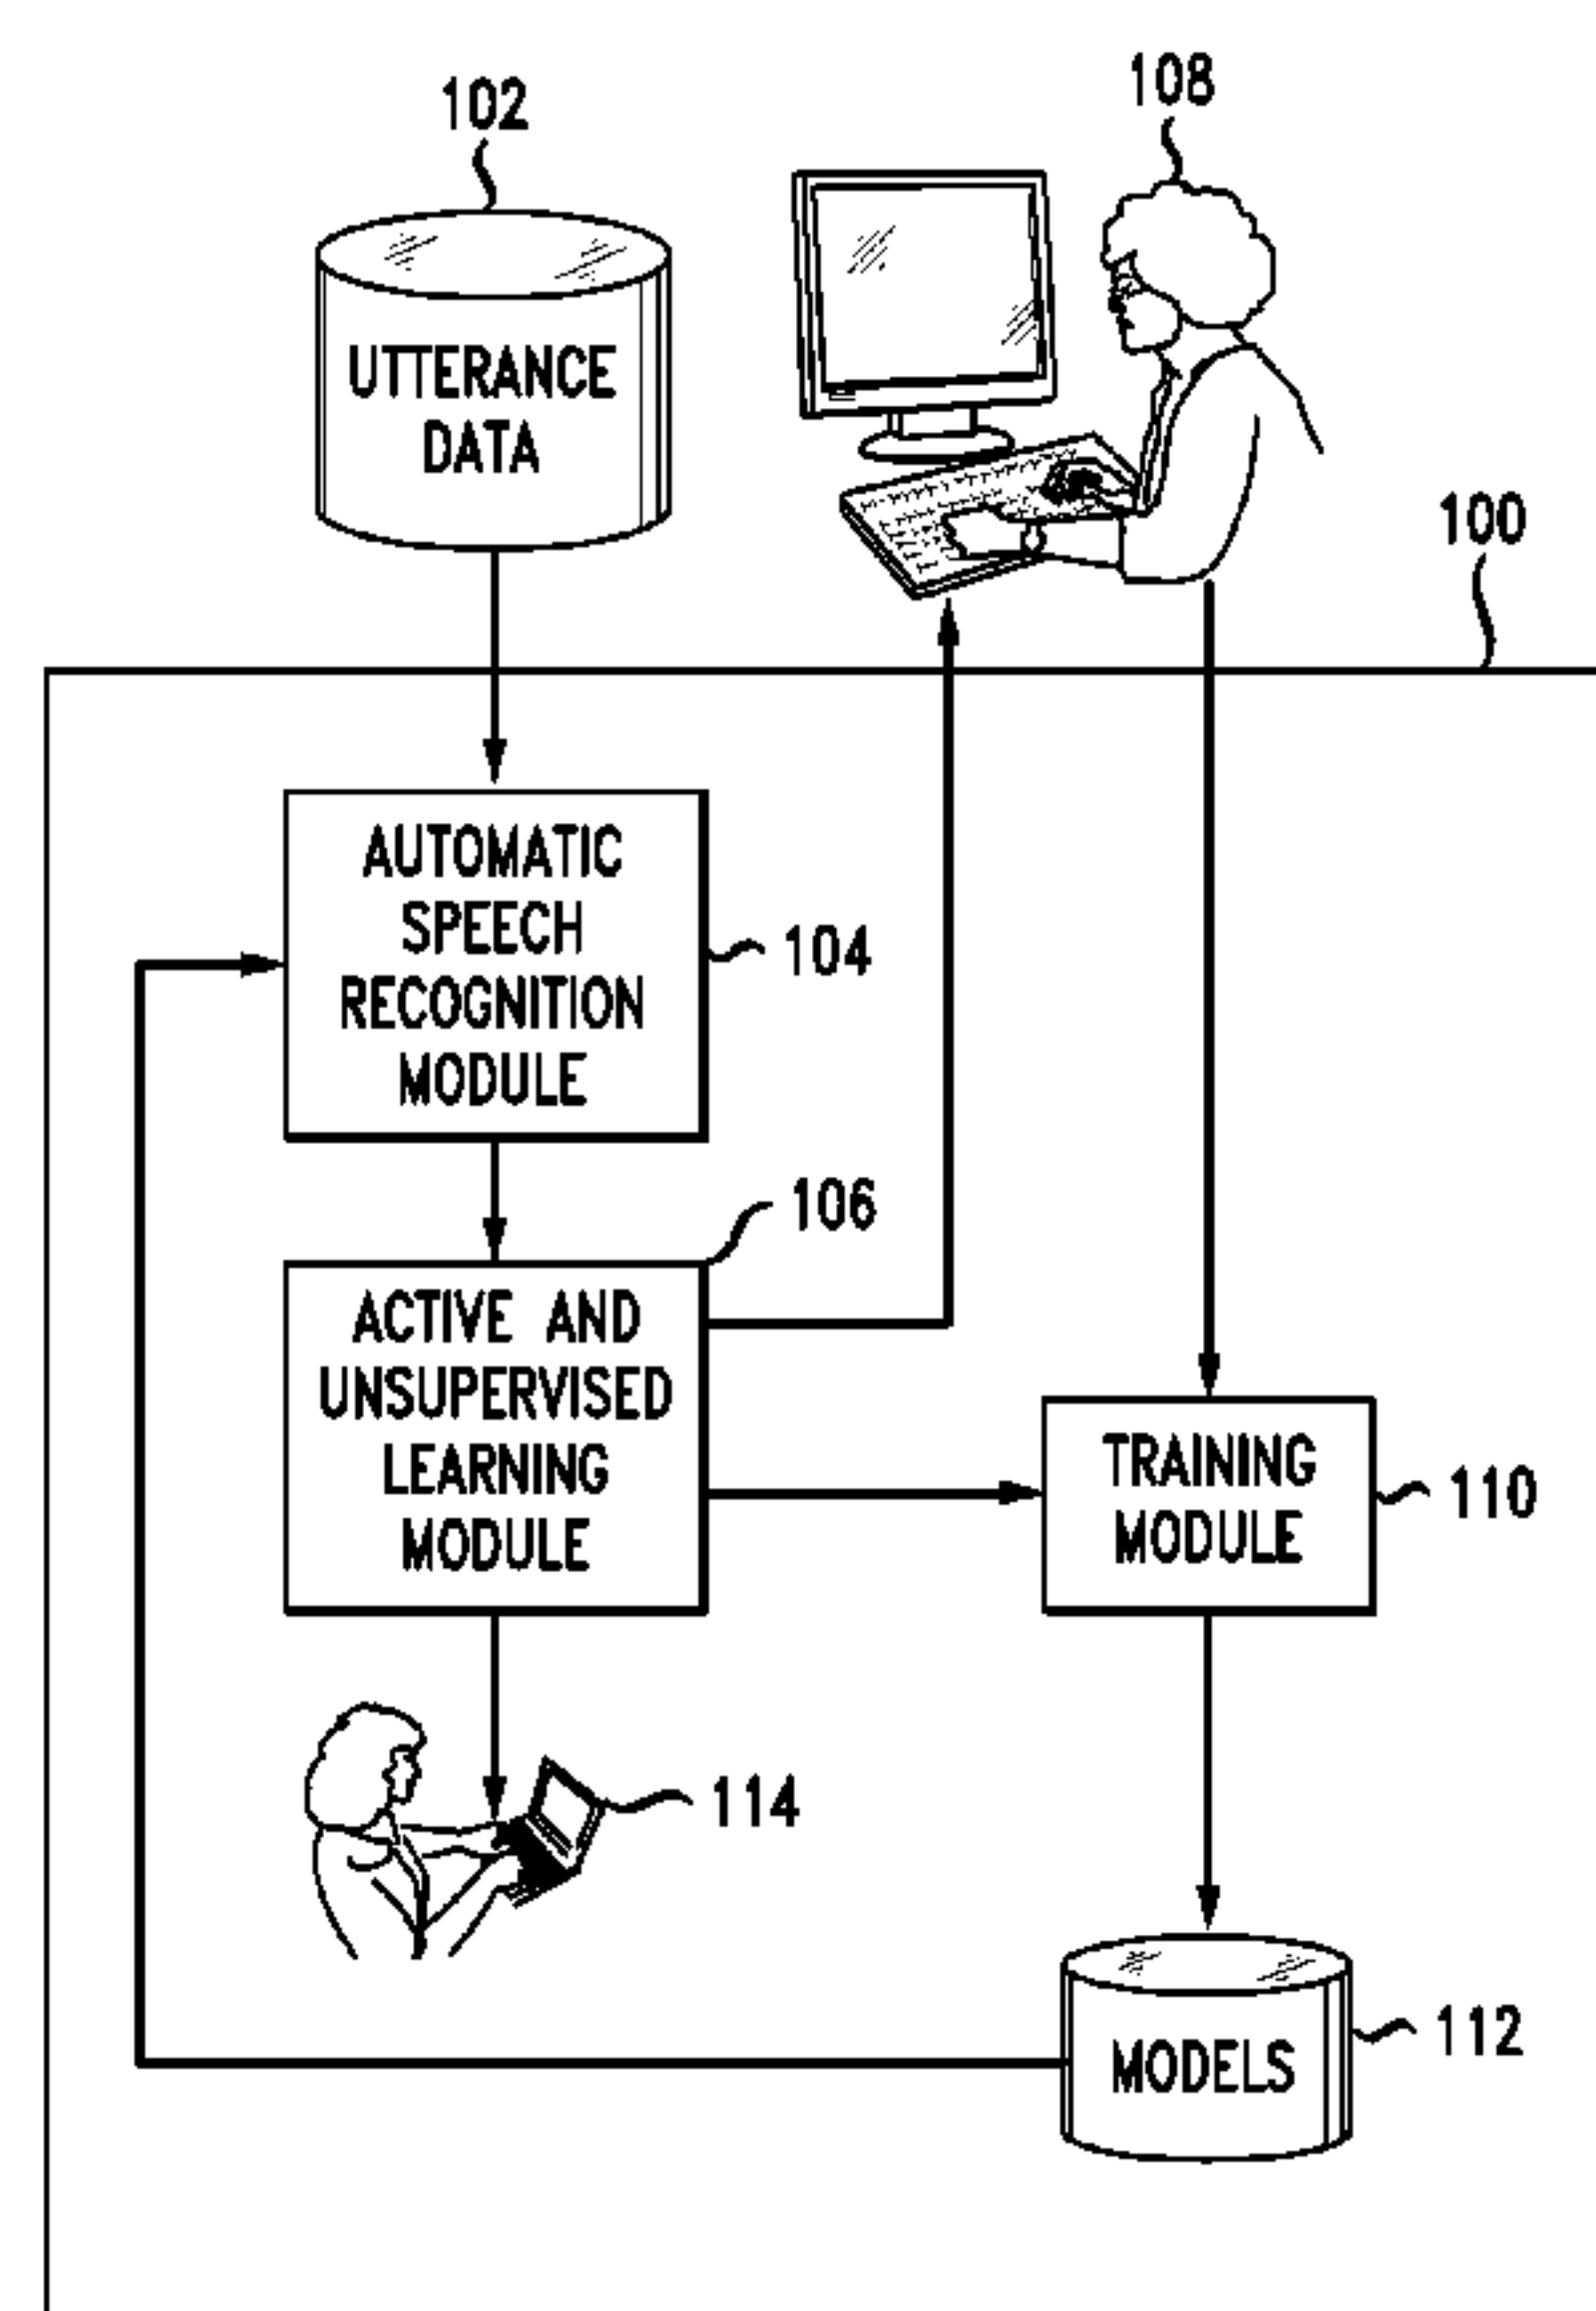 102
108
UTTERANCE
DATA
100
AUTOMATIC
SPEECH
RECOGNITION
MODULE
104
106
ACTIVE AND
UNSUPERVISED
LEARNING
MODULE
TRAINING
MODULE
110
114
MODELS
112